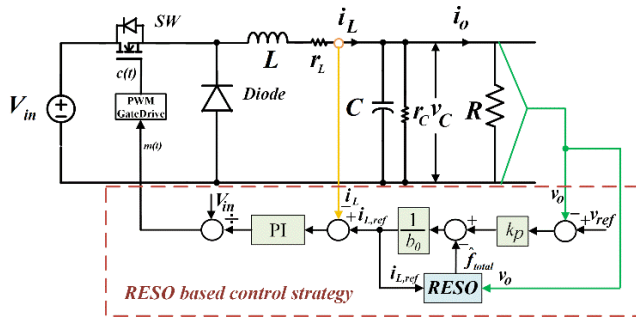 SW
i_L
i_o
c(t)
L
r_L
V_in
PWM
GateDrive
Diode
C
r_C
v_C
R
m(t)
V_in
÷
i_L
−
+
i_L,ref
PI
1
b_0
+
−
k_p
v_o
−
+
v_ref
f̂_total
i_L,ref
RESO
v_o
RESO based control strategy